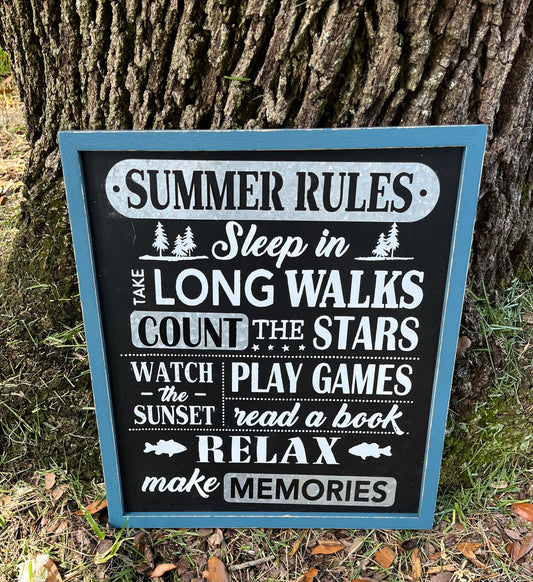 ·SUMMER RULES·
Sleep in
TAKE LONG WALKS
COUNT THE STARS
WATCH
- the -
SUNSET
PLAY GAMES
read a book
RELAX
make MEMORIES